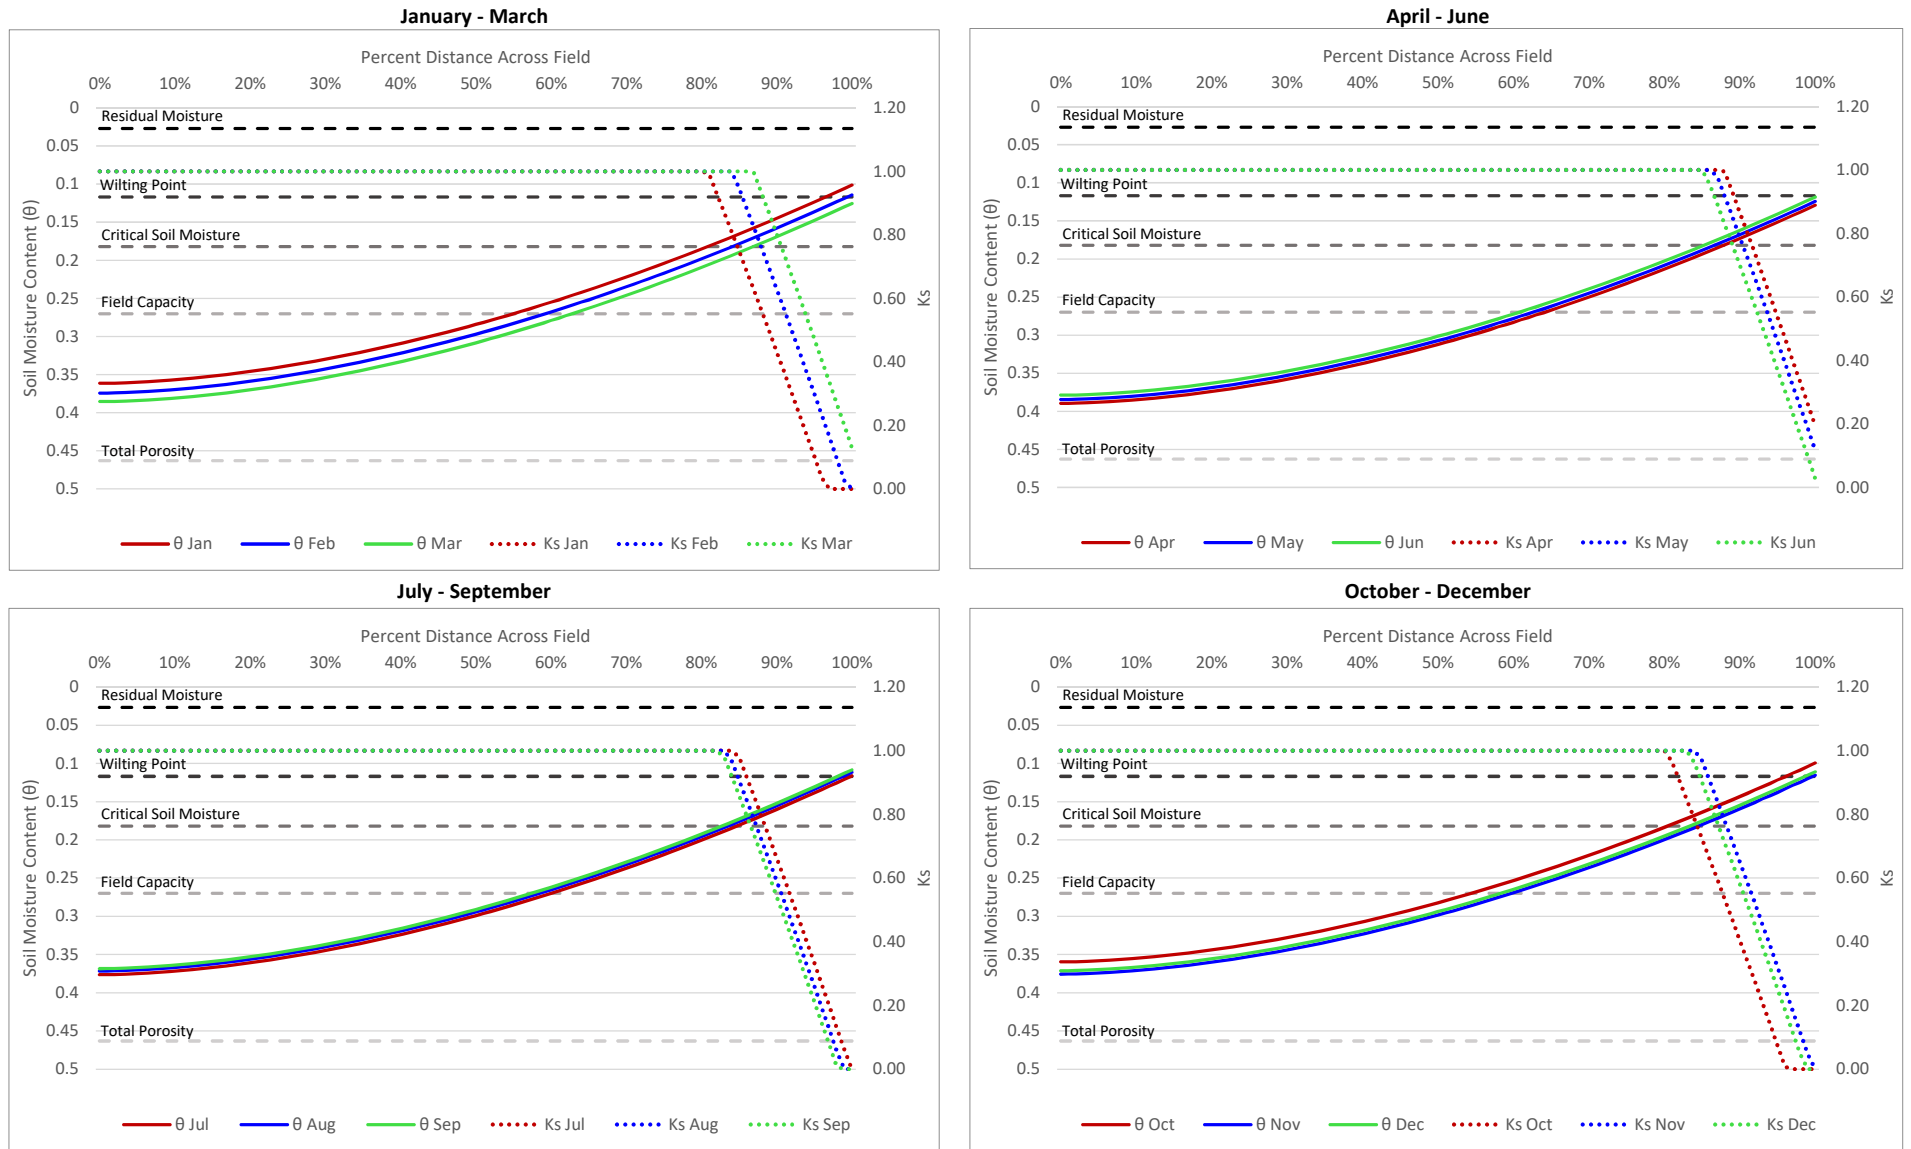 January - March
Percent Distance Across Field
0% 10% 20% 30% 40% 50% 60% 70% 80% 90% 100%
Soil Moisture Content (θ)
0
0.05
0.1
0.15
0.2
0.25
0.3
0.35
0.4
0.45
0.5
Residual Moisture
Wilting Point
Critical Soil Moisture
Field Capacity
Total Porosity
1.20
1.00
0.80
0.60
0.40
0.20
0.00
Ks
θ Jan θ Feb θ Mar Ks Jan Ks Feb Ks Mar
April - June
Percent Distance Across Field
0% 10% 20% 30% 40% 50% 60% 70% 80% 90% 100%
Soil Moisture Content (θ)
0
0.05
0.1
0.15
0.2
0.25
0.3
0.35
0.4
0.45
0.5
Residual Moisture
Wilting Point
Critical Soil Moisture
Field Capacity
Total Porosity
1.20
1.00
0.80
0.60
0.40
0.20
0.00
Ks
θ Apr θ May θ Jun Ks Apr Ks May Ks Jun
July - September
Percent Distance Across Field
0% 10% 20% 30% 40% 50% 60% 70% 80% 90% 100%
Soil Moisture Content (θ)
0
0.05
0.1
0.15
0.2
0.25
0.3
0.35
0.4
0.45
0.5
Residual Moisture
Wilting Point
Critical Soil Moisture
Field Capacity
Total Porosity
1.20
1.00
0.80
0.60
0.40
0.20
0.00
Ks
θ Jul θ Aug θ Sep Ks Jul Ks Aug Ks Sep
October - December
Percent Distance Across Field
0% 10% 20% 30% 40% 50% 60% 70% 80% 90% 100%
Soil Moisture Content (θ)
0
0.05
0.1
0.15
0.2
0.25
0.3
0.35
0.4
0.45
0.5
Residual Moisture
Wilting Point
Critical Soil Moisture
Field Capacity
Total Porosity
1.20
1.00
0.80
0.60
0.40
0.20
0.00
Ks
θ Oct θ Nov θ Dec Ks Oct Ks Nov Ks Dec